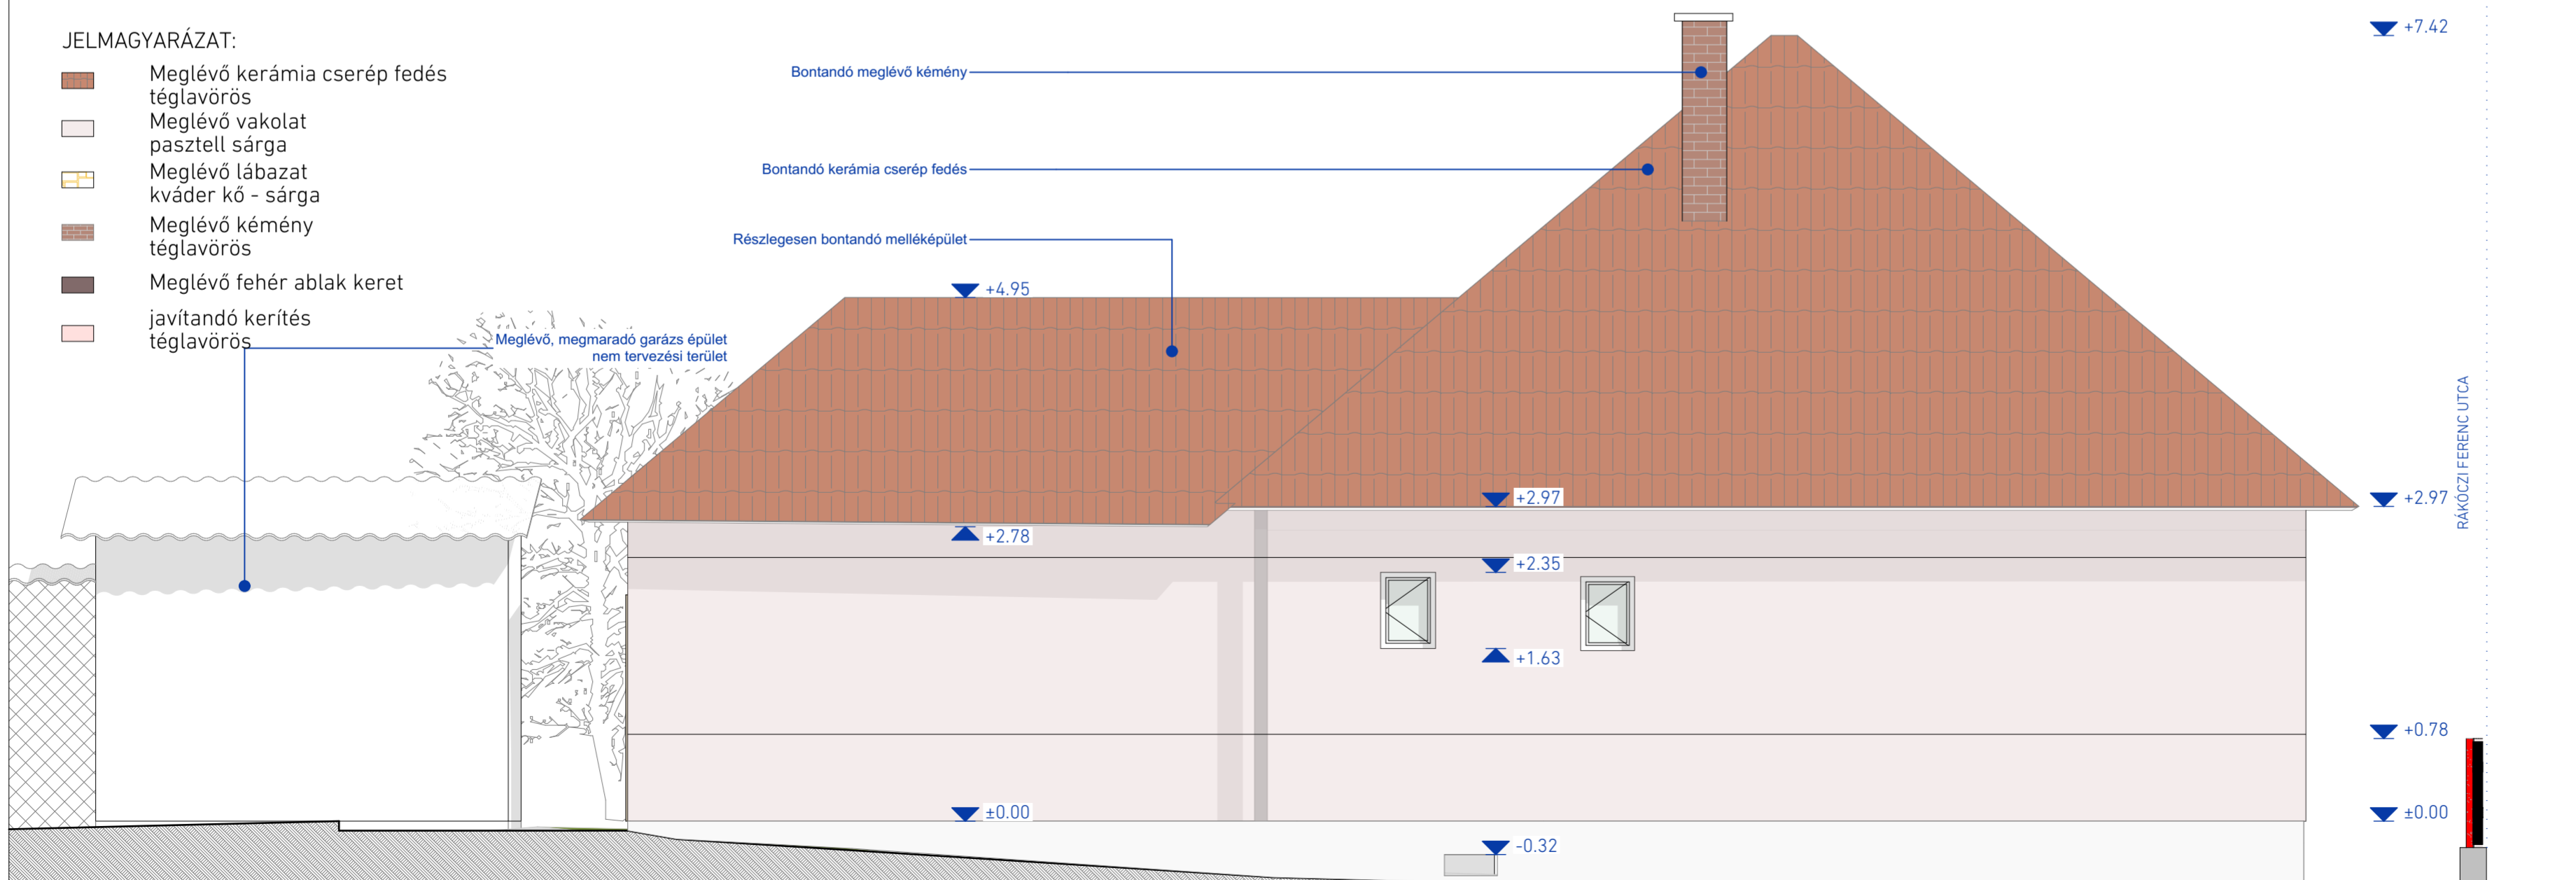 JELMAGYARÁZAT:
Meglévő kerámia cserép fedés
téglavörös
Meglévő vakolat
pasztell sárga
Meglévő lábazat
kváder kő - sárga
Meglévő kémény
téglavörös
Meglévő fehér ablak keret
javítandó kerítés
téglavörös
Bontandó meglévő kémény
Bontandó kerámia cserép fedés
Részlegesen bontandó melléképület
Meglévő, megmaradó garázs épület
nem tervezési terület
+7.42
+4.95
+2.97
+2.97
+2.78
+2.35
+1.63
+0.78
±0.00
±0.00
-0.32
RÁKÓCZI FERENC UTCA